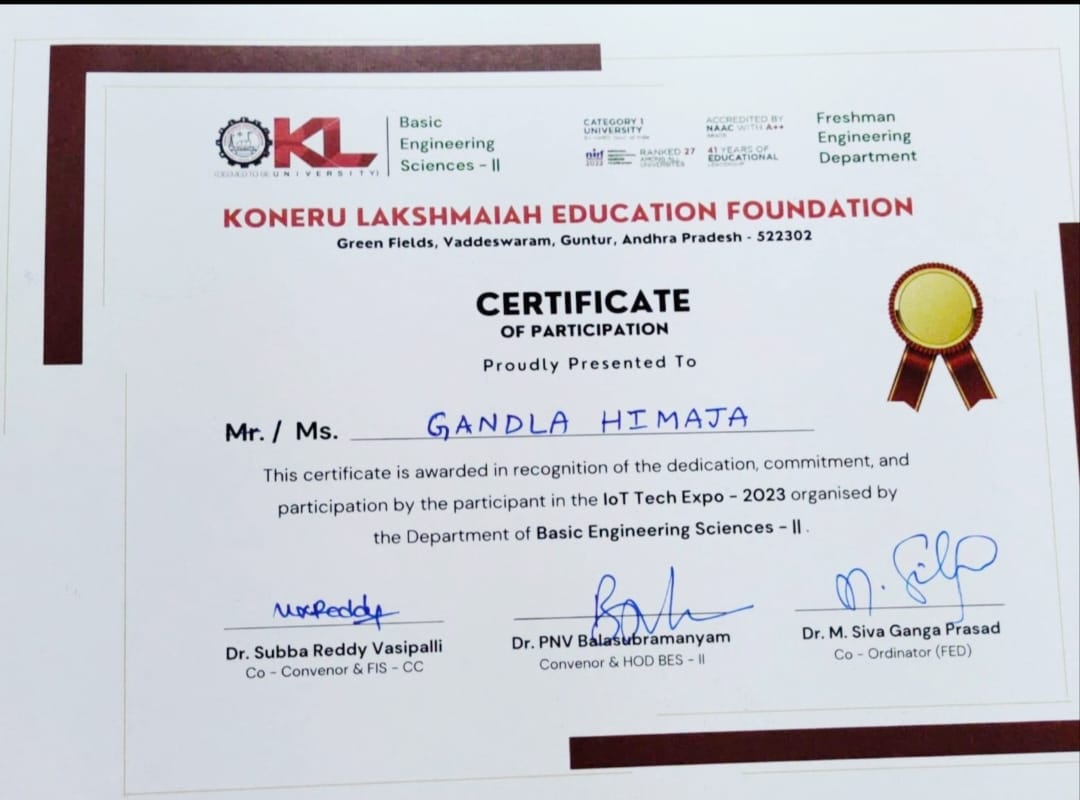 KL
(DEEMED TO BE UNIVERSITY)
Basic
Engineering
Sciences - II
CATEGORY 1
UNIVERSITY
nirf
2022
RANKED 27
AMONG ALL
UNIVERSITIES
ACCREDITED BY
NAAC WITH A++
41 YEARS OF
EDUCATIONAL
Freshman
Engineering
Department
KONERU LAKSHMAIAH EDUCATION FOUNDATION
Green Fields, Vaddeswaram, Guntur, Andhra Pradesh - 522302
CERTIFICATE
OF PARTICIPATION
Proudly Presented To
Mr. / Ms. GANDLA HIMAJA
This certificate is awarded in recognition of the dedication, commitment, and
participation by the participant in the IoT Tech Expo - 2023 organised by
the Department of Basic Engineering Sciences - II.
Dr. Subba Reddy Vasipalli
Co - Convenor & FIS - CC
Dr. PNV Balasubramanyam
Convenor & HOD BES - II
Dr. M. Siva Ganga Prasad
Co - Ordinator (FED)